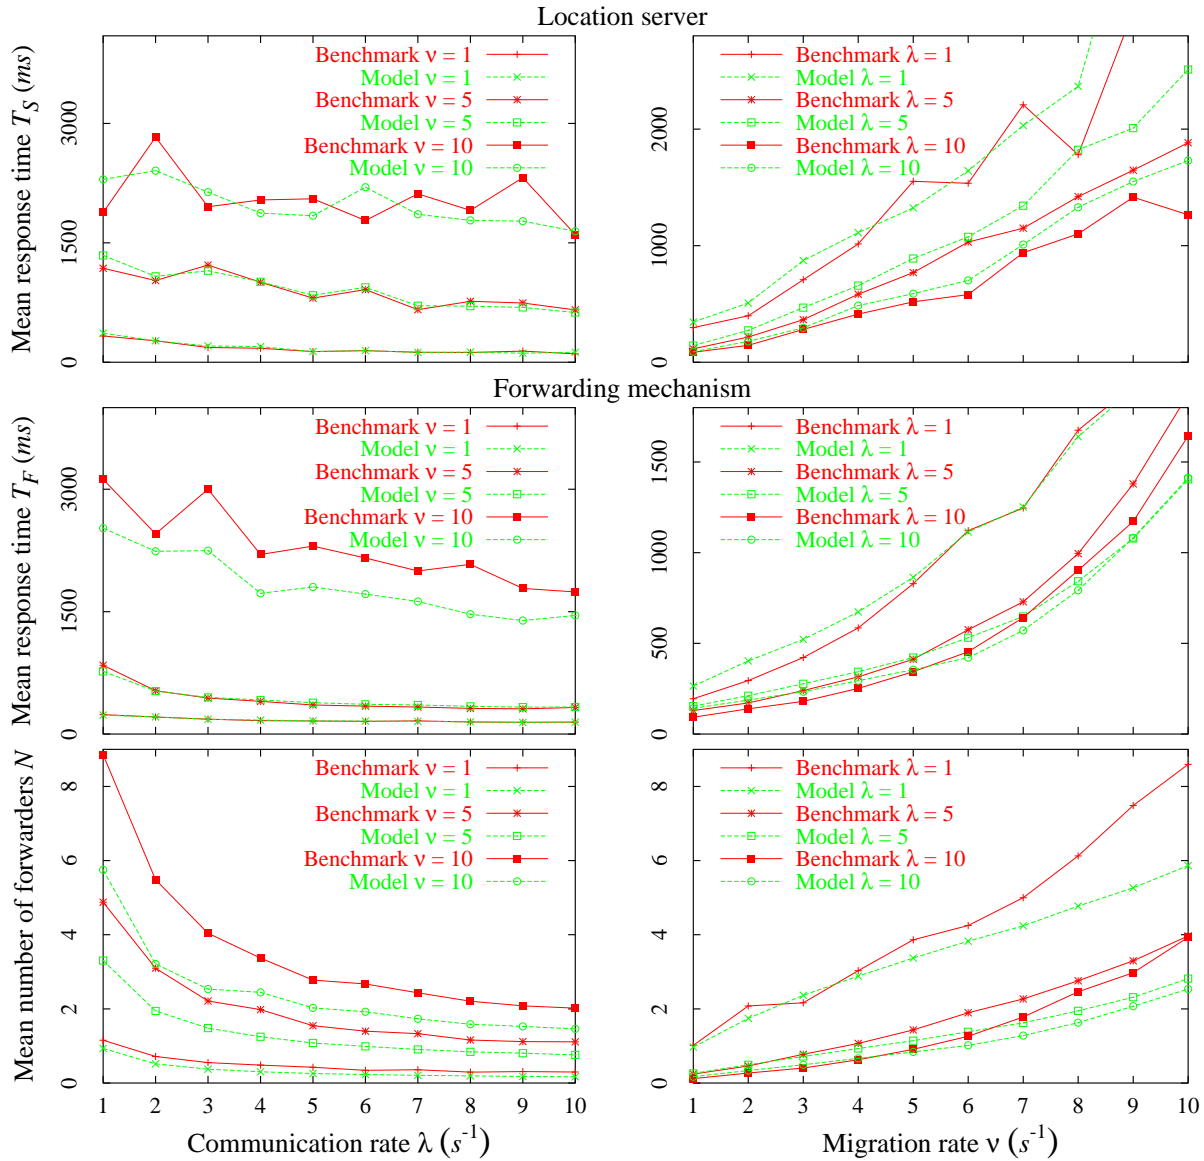 Location server
Mean response time T_S (ms)
0
1500
3000
Benchmark ν = 1
Model ν = 1
Benchmark ν = 5
Model ν = 5
Benchmark ν = 10
Model ν = 10
0
1000
2000
Benchmark λ = 1
Model λ = 1
Benchmark λ = 5
Model λ = 5
Benchmark λ = 10
Model λ = 10
Forwarding mechanism
Mean response time T_F (ms)
0
1500
3000
Benchmark ν = 1
Model ν = 1
Benchmark ν = 5
Model ν = 5
Benchmark ν = 10
Model ν = 10
0
500
1000
1500
Benchmark λ = 1
Model λ = 1
Benchmark λ = 5
Model λ = 5
Benchmark λ = 10
Model λ = 10
Mean number of forwarders N
0
2
4
6
8
Benchmark ν = 1
Model ν = 1
Benchmark ν = 5
Model ν = 5
Benchmark ν = 10
Model ν = 10
1 2 3 4 5 6 7 8 9 10
Communication rate λ (s⁻¹)
0
2
4
6
8
Benchmark λ = 1
Model λ = 1
Benchmark λ = 5
Model λ = 5
Benchmark λ = 10
Model λ = 10
1 2 3 4 5 6 7 8 9 10
Migration rate ν (s⁻¹)